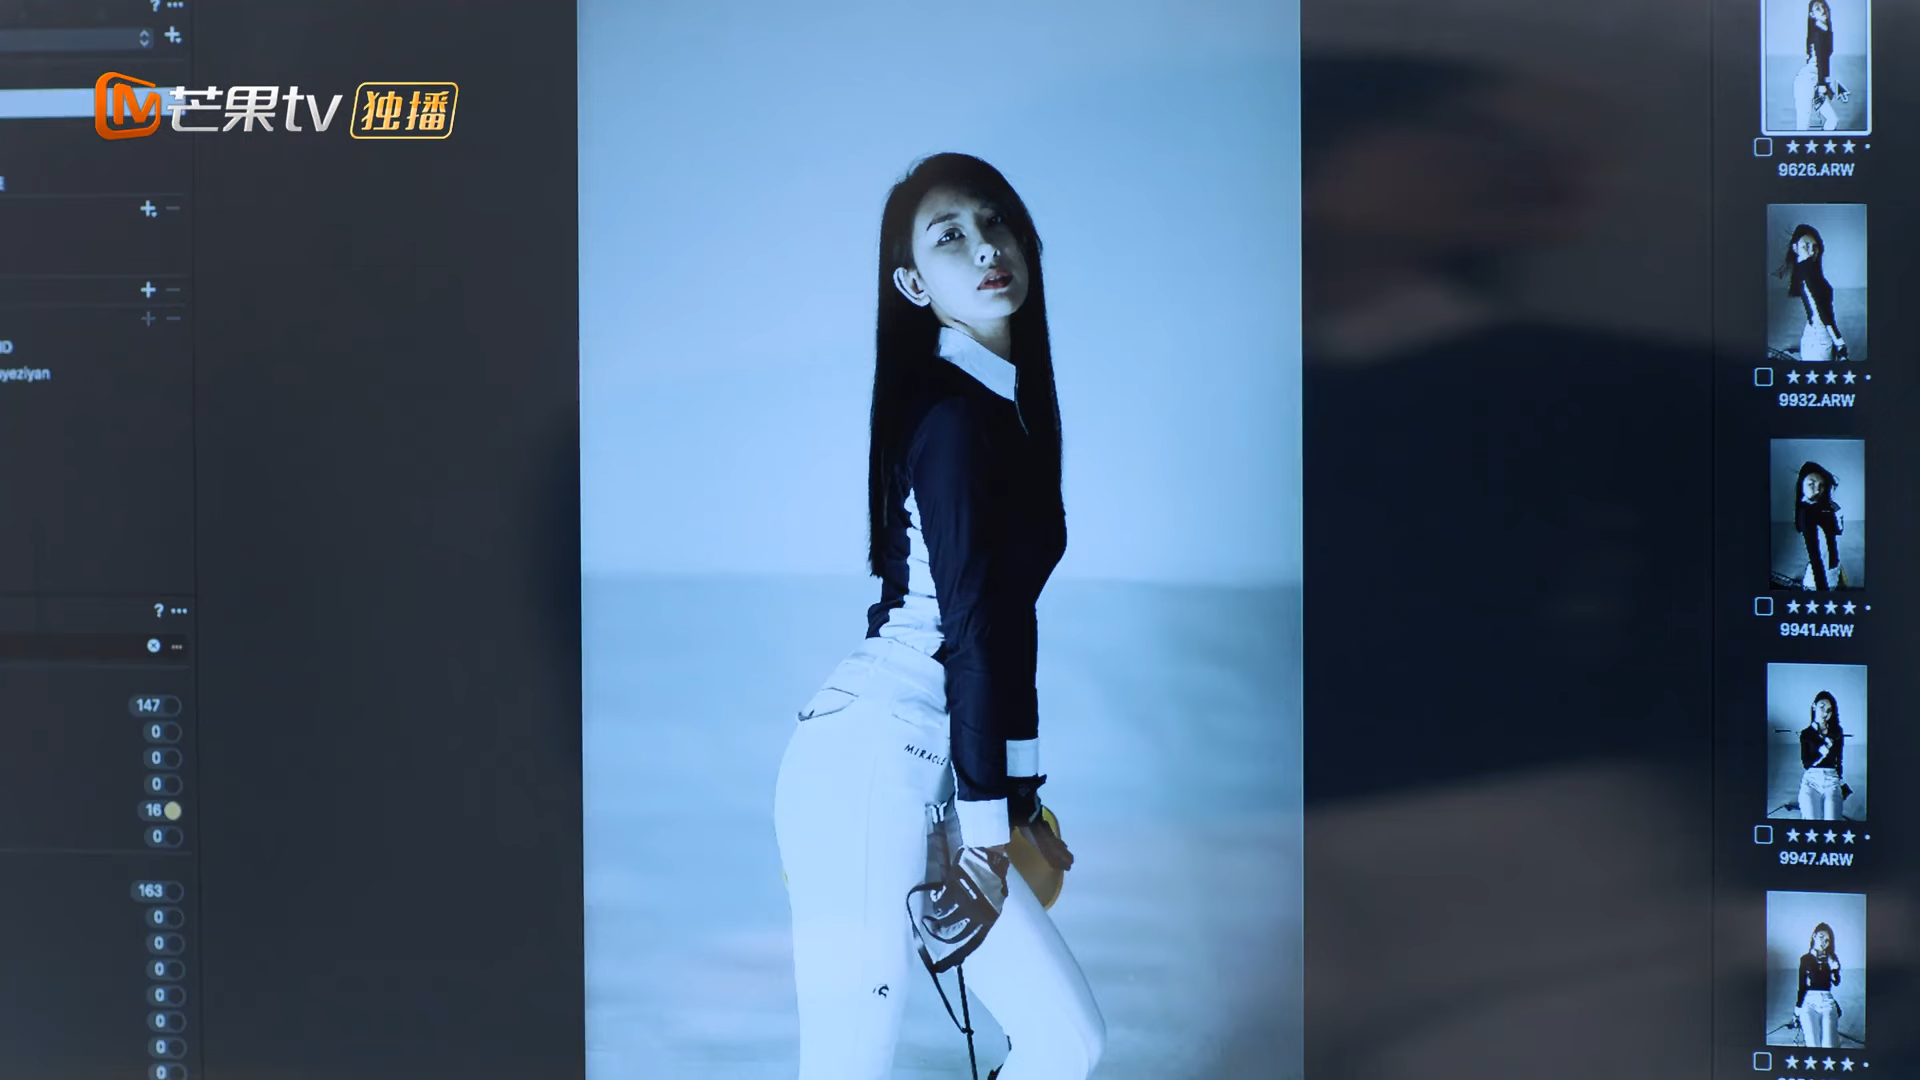 芒果tv 独播
? ···
9626.ARW
9932.ARW
yeziyan
? ···
9941.ARW
147
0
MIRACLE
0
0
16
0
9947.ARW
163
0
0
0
0
0
0
0